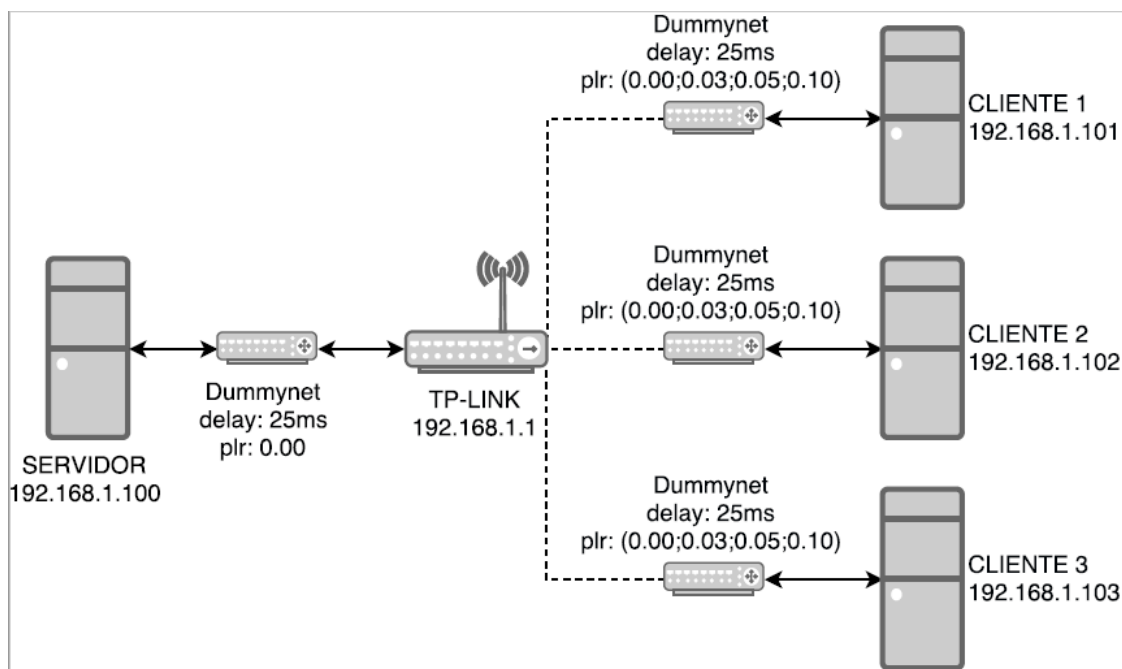 Dummynet
delay: 25ms
plr: (0.00;0.03;0.05;0.10)
CLIENTE 1
192.168.1.101
Dummynet
delay: 25ms
plr: (0.00;0.03;0.05;0.10)
CLIENTE 2
192.168.1.102
SERVIDOR
192.168.1.100
Dummynet
delay: 25ms
plr: 0.00
TP-LINK
192.168.1.1
Dummynet
delay: 25ms
plr: (0.00;0.03;0.05;0.10)
CLIENTE 3
192.168.1.103